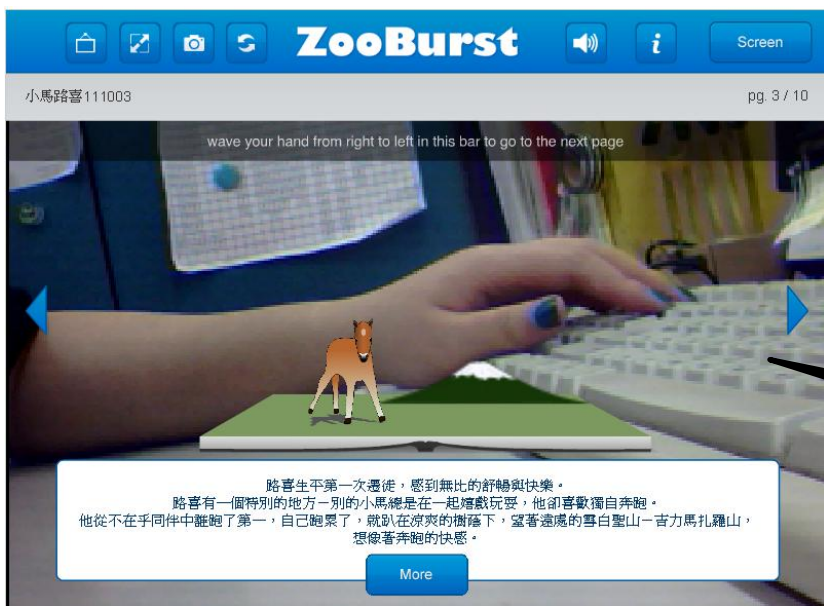 ZooBurst
i
Screen
小馬路喜111003
pg. 3 / 10
wave your hand from right to left in this bar to go to the next page
路喜生平第一次遷徙，感到無比的舒暢與快樂。
路喜有一個特別的地方－別的小馬總是在一起嬉戲玩耍，他卻喜歡獨自奔跑。
他從不在乎同伴中誰跑了第一，自己跑累了，就趴在涼爽的樹蔭下，望著遠處的雪白聖山－吉力馬扎羅山，
想像著奔跑的快感。
More